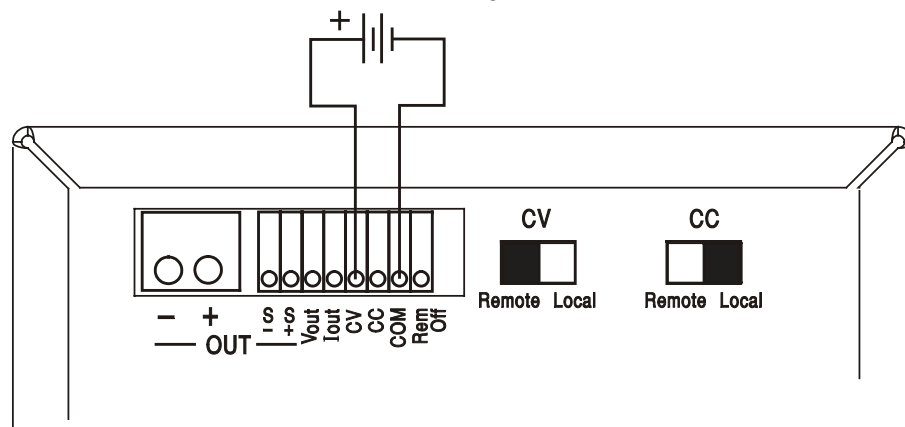 +
CV CC
Remote Local Remote Local
- + S- S+ Vout Iout CV CC COM Rem Off
OUT